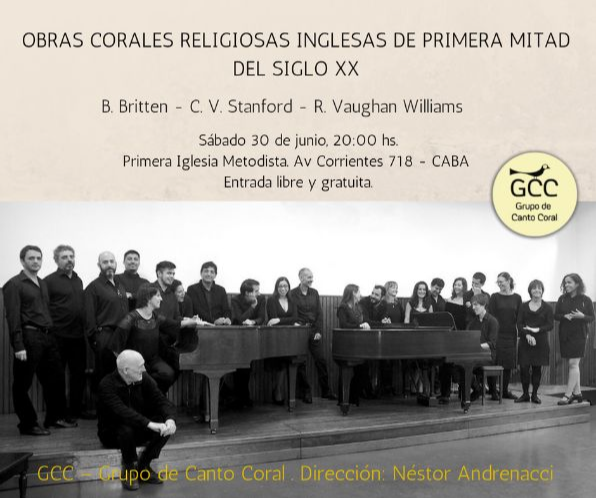 OBRAS CORALES RELIGIOSAS INGLESAS DE PRIMERA MITAD
DEL SIGLO XX
B. Britten - C. V. Stanford - R. Vaughan Williams
Sábado 30 de junio, 20:00 hs.
Primera Iglesia Metodista. Av Corrientes 718 - CABA
Entrada libre y gratuita.
GCC
Grupo de
Canto Coral
GCC - Grupo de Canto Coral . Dirección: Néstor Andrenacci